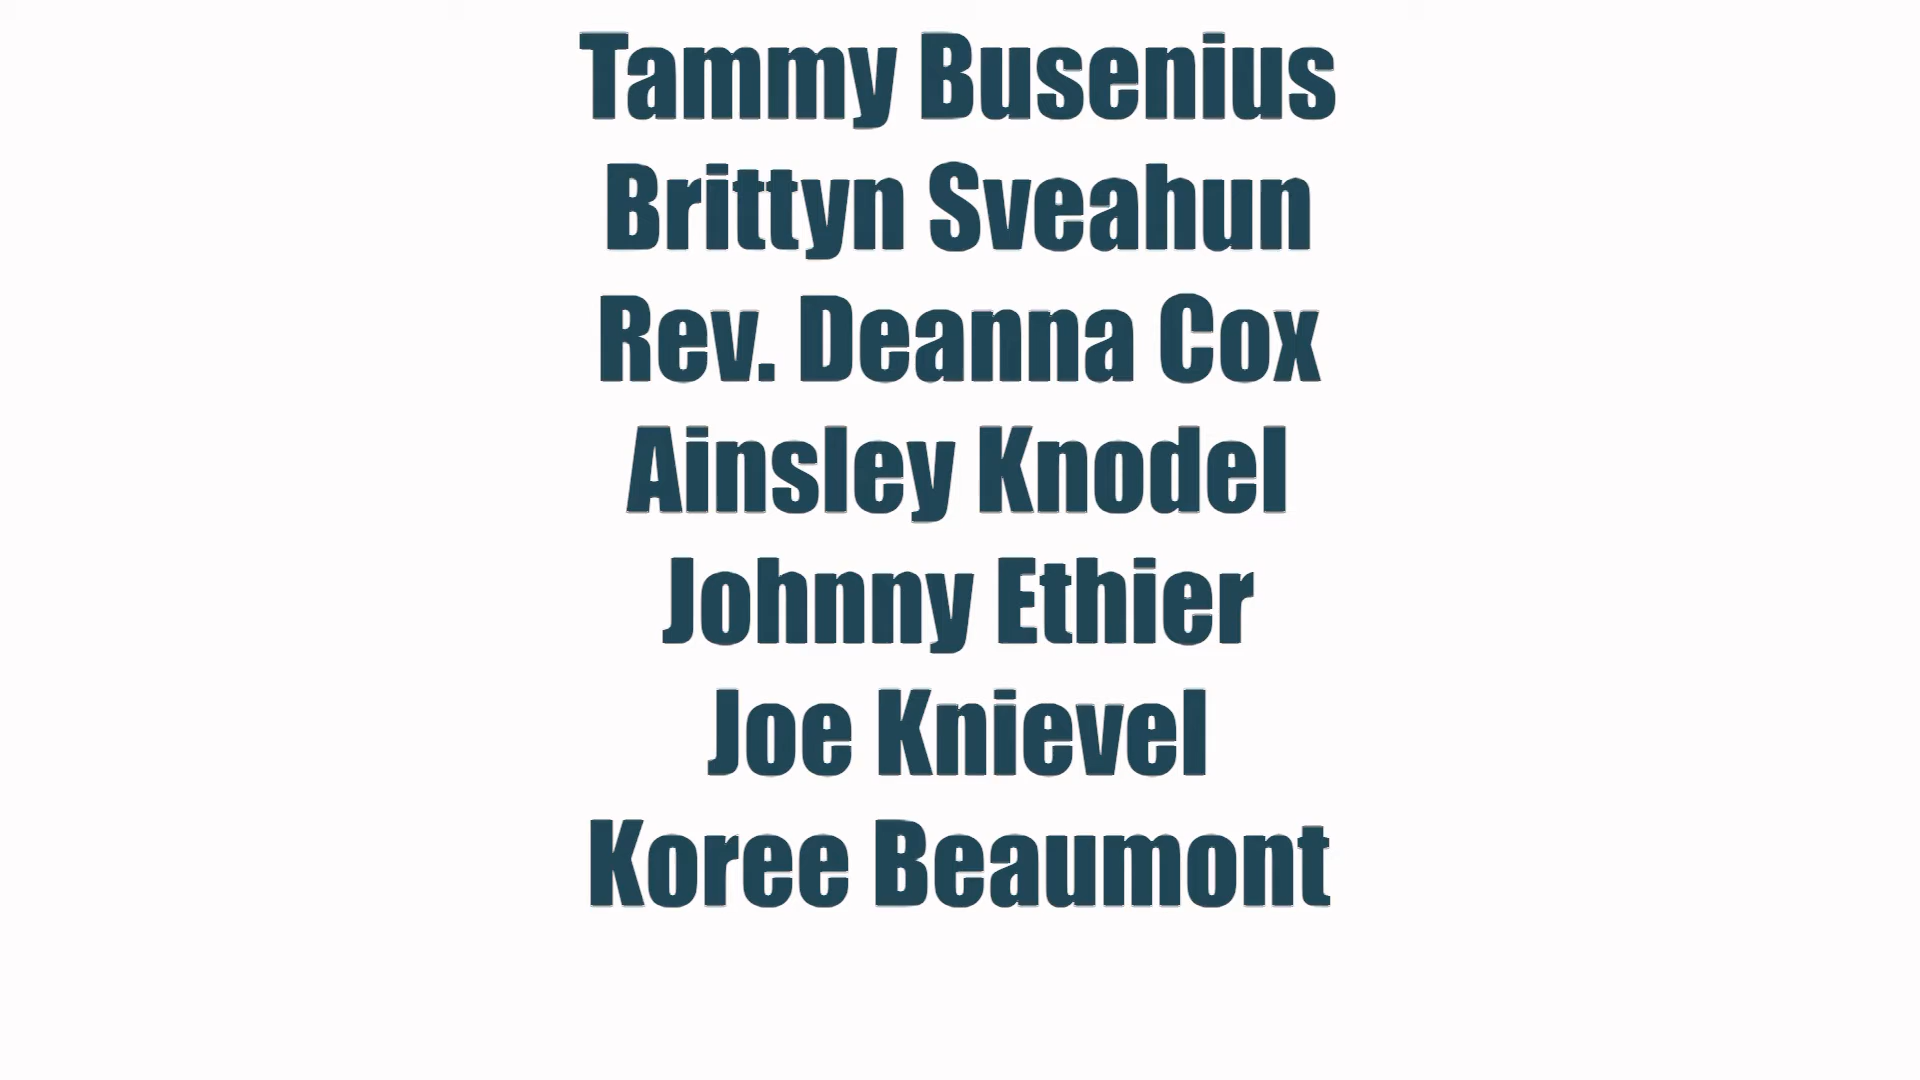 Tammy Busenius
Brittyn Sveahun
Rev. Deanna Cox
Ainsley Knodel
Johnny Ethier
Joe Knievel
Koree Beaumont